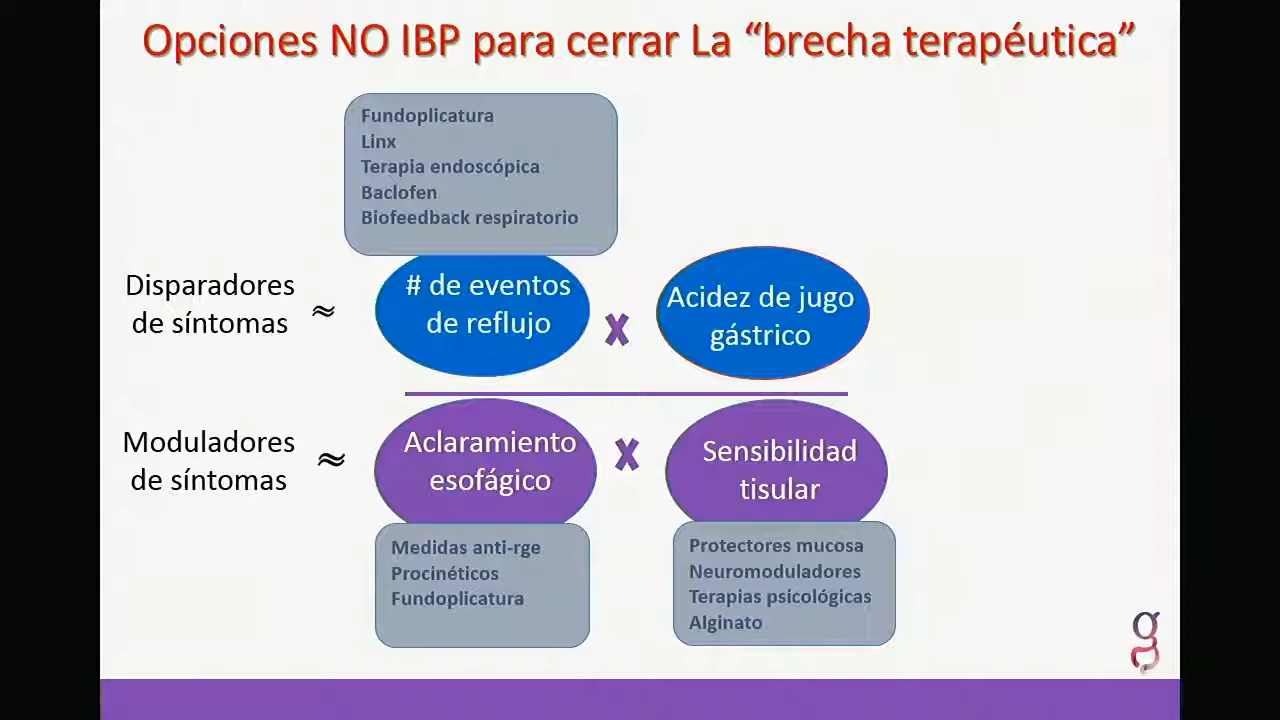 Opciones NO IBP para cerrar La “brecha terapéutica”
Fundoplicatura
Linx
Terapia endoscópica
Baclofen
Biofeedback respiratorio
Disparadores
de síntomas
≈
# de eventos
de reflujo
x
Acidez de jugo
gástrico
Moduladores
de síntomas
≈
Aclaramiento
esofágico
x
Sensibilidad
tisular
Medidas anti-rge
Procinéticos
Fundoplicatura
Protectores mucosa
Neuromoduladores
Terapias psicológicas
Alginato
g